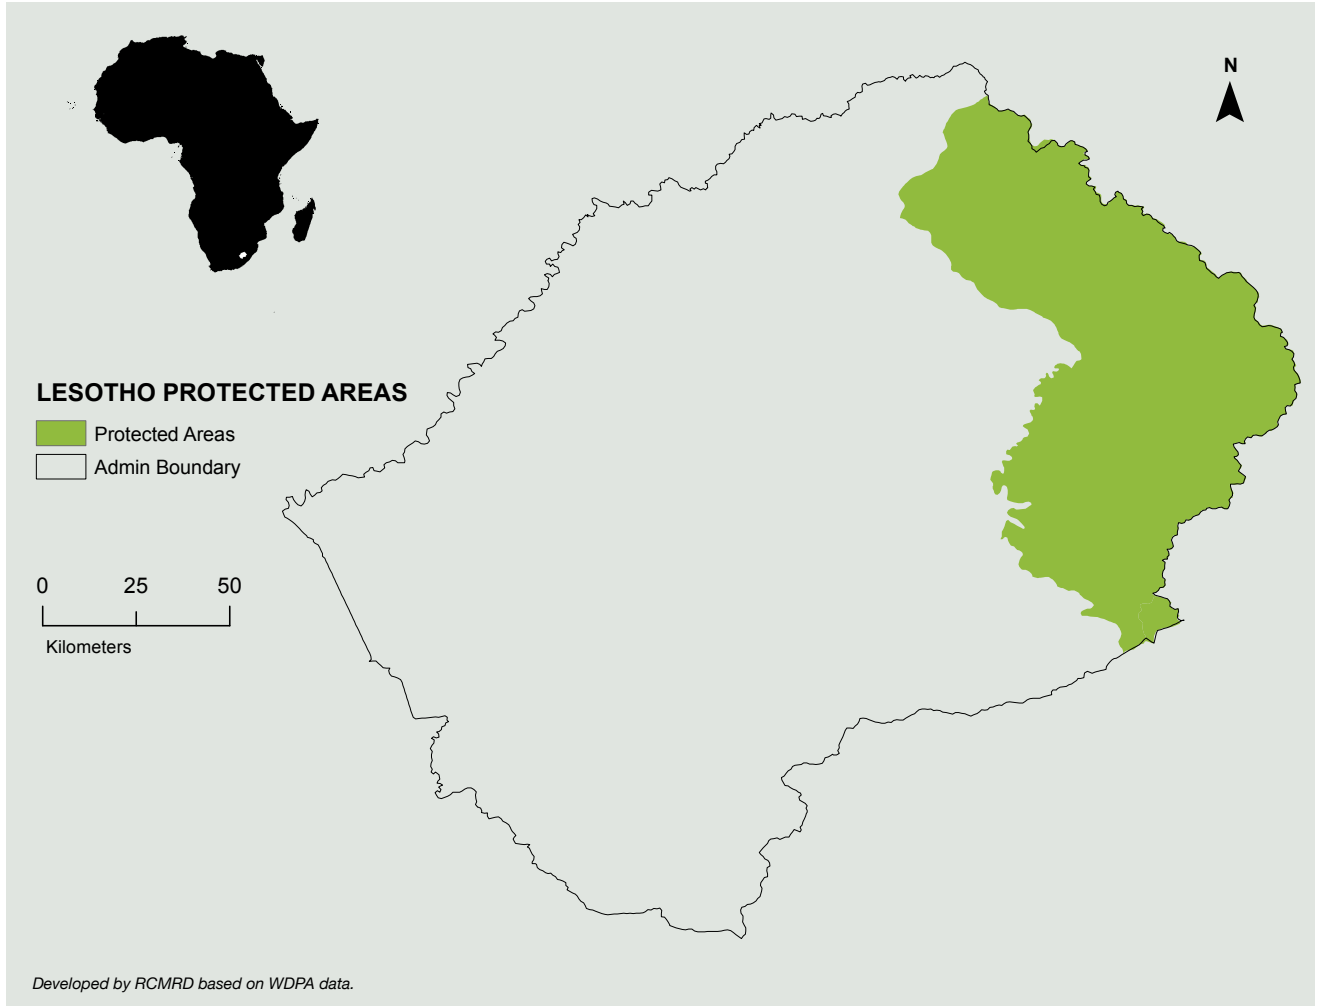 N
LESOTHO PROTECTED AREAS
Protected Areas
Admin Boundary
0 25 50
Kilometers
Developed by RCMRD based on WDPA data.